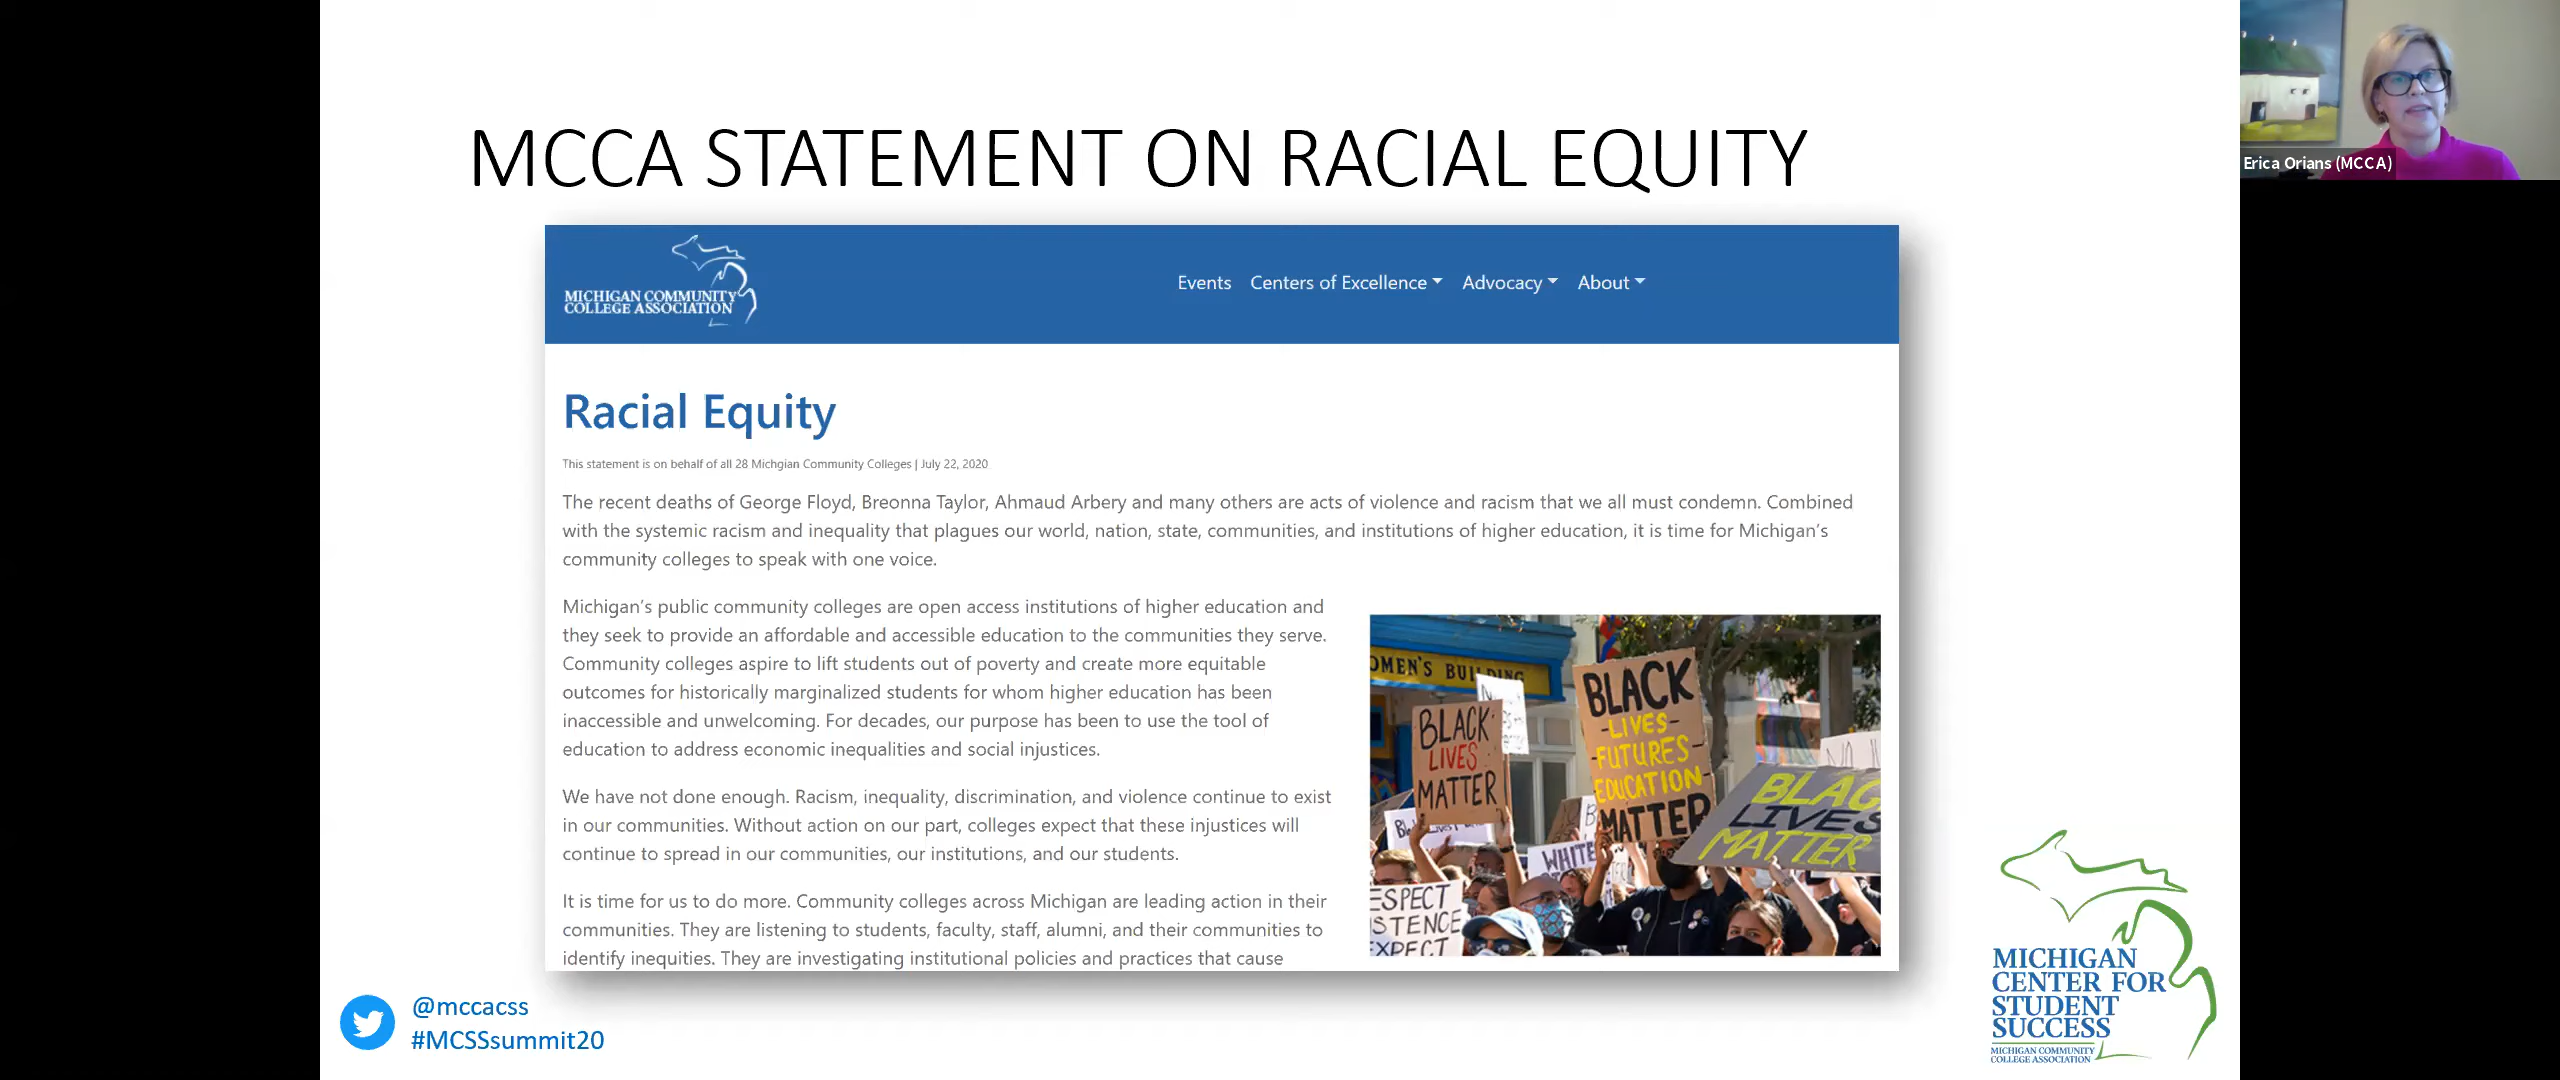 MCCA STATEMENT ON RACIAL EQUITY
Erica Orians (MCCA)
MICHIGAN COMMUNITY
COLLEGE ASSOCIATION
Events Centers of Excellence Advocacy About
Racial Equity
This statement is on behalf of all 28 Michgian Community Colleges | July 22, 2020
The recent deaths of George Floyd, Breonna Taylor, Ahmaud Arbery and many others are acts of violence and racism that we all must condemn. Combined
with the systemic racism and inequality that plagues our world, nation, state, communities, and institutions of higher education, it is time for Michigan's
community colleges to speak with one voice.
Michigan's public community colleges are open access institutions of higher education and
they seek to provide an affordable and accessible education to the communities they serve.
Community colleges aspire to lift students out of poverty and create more equitable
outcomes for historically marginalized students for whom higher education has been
inaccessible and unwelcoming. For decades, our purpose has been to use the tool of
education to address economic inequalities and social injustices.
We have not done enough. Racism, inequality, discrimination, and violence continue to exist
in our communities. Without action on our part, colleges expect that these injustices will
continue to spread in our communities, our institutions, and our students.
It is time for us to do more. Community colleges across Michigan are leading action in their
communities. They are listening to students, faculty, staff, alumni, and their communities to
identify inequities. They are investigating institutional policies and practices that cause
OMEN'S BUILDING
BLACK
LIVES
MATTER
BLACK
-LIVES-
-FUTURES-
EDUCATION-
MATTER
BLAC
LIVES
MATTER
WHITE
ESPECT
STENCE
EXPECT
@mccacss
#MCSSsummit20
MICHIGAN
CENTER FOR
STUDENT
SUCCESS
MICHIGAN COMMUNITY
COLLEGE ASSOCIATION